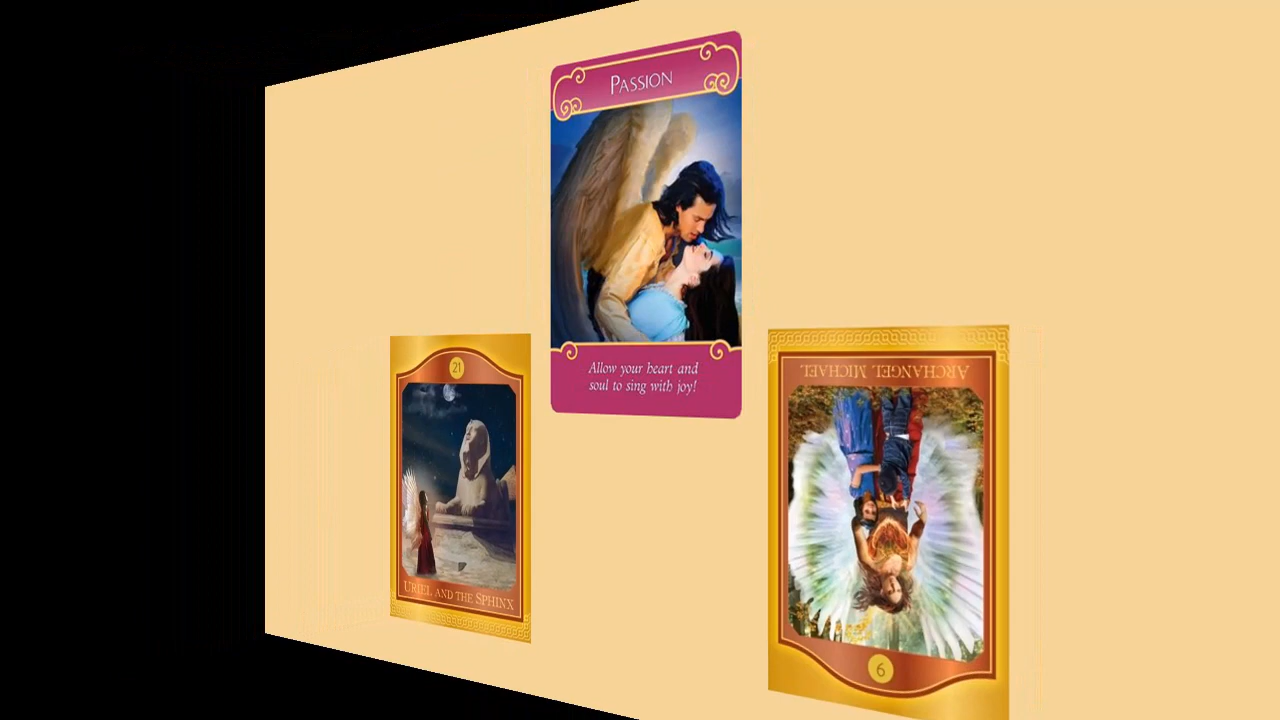 PASSION
Allow your heart and
soul to sing with joy!
21
URIEL AND THE SPHINX
ARCHANGEL MICHAEL
6